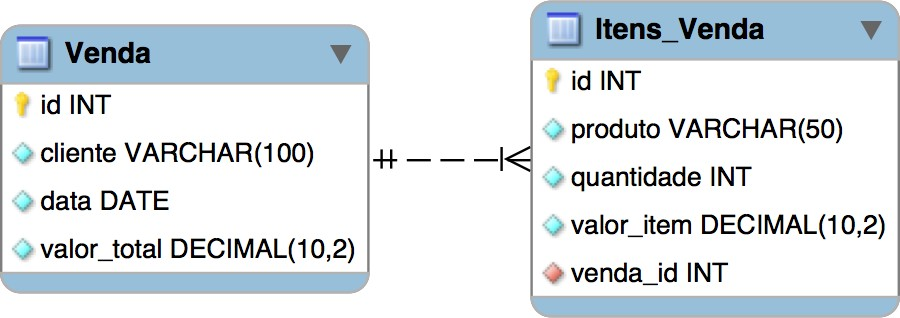 Venda
id INT
cliente VARCHAR(100)
data DATE
valor_total DECIMAL(10,2)
Itens_Venda
id INT
produto VARCHAR(50)
quantidade INT
valor_item DECIMAL(10,2)
venda_id INT